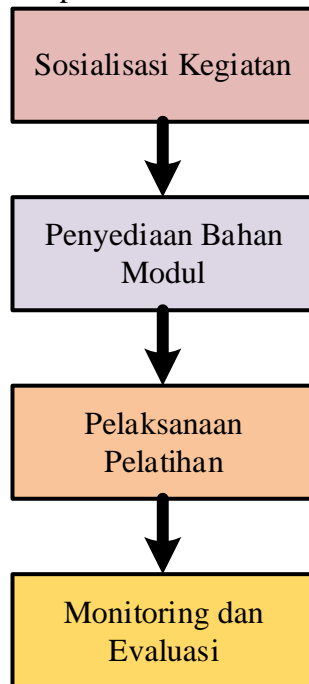 Sosialisasi Kegiatan
Penyediaan Bahan
Modul
Pelaksanaan
Pelatihan
Monitoring dan
Evaluasi